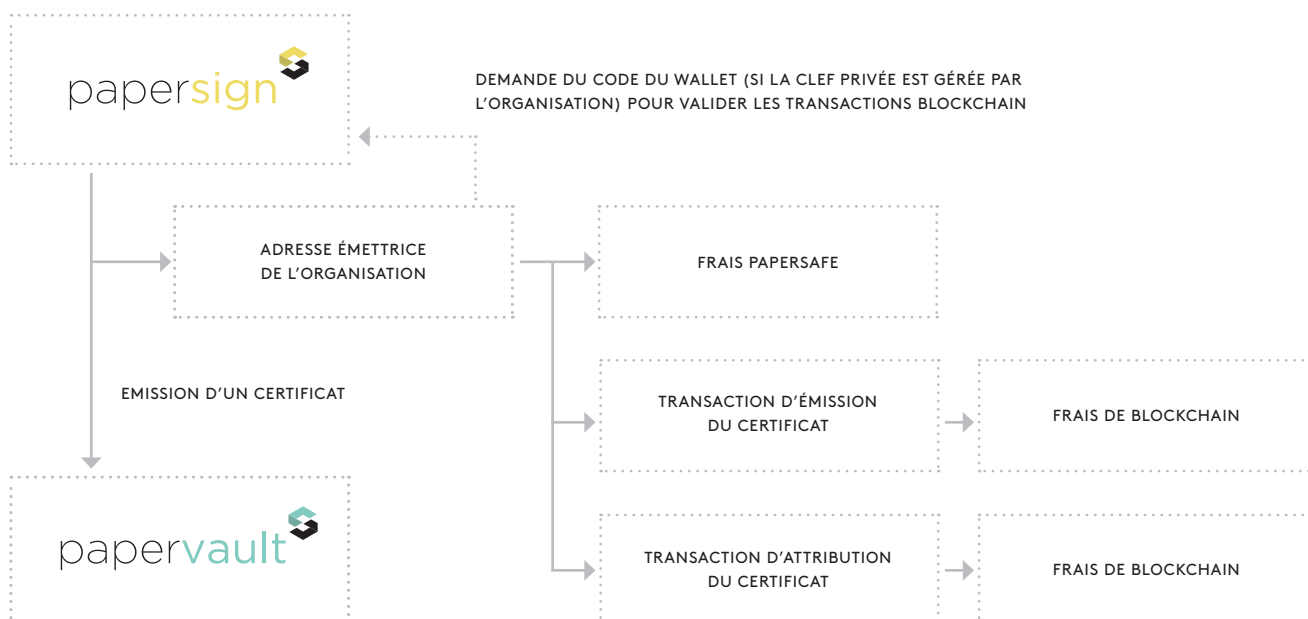 papersign
DEMANDE DU CODE DU WALLET (SI LA CLEF PRIVÉE EST GÉRÉE PAR
L’ORGANISATION) POUR VALIDER LES TRANSACTIONS BLOCKCHAIN
ADRESSE ÉMETTRICE
DE L’ORGANISATION
FRAIS PAPERSAFE
EMISSION D’UN CERTIFICAT
TRANSACTION D’ÉMISSION
DU CERTIFICAT
FRAIS DE BLOCKCHAIN
papervault
TRANSACTION D’ATTRIBUTION
DU CERTIFICAT
FRAIS DE BLOCKCHAIN